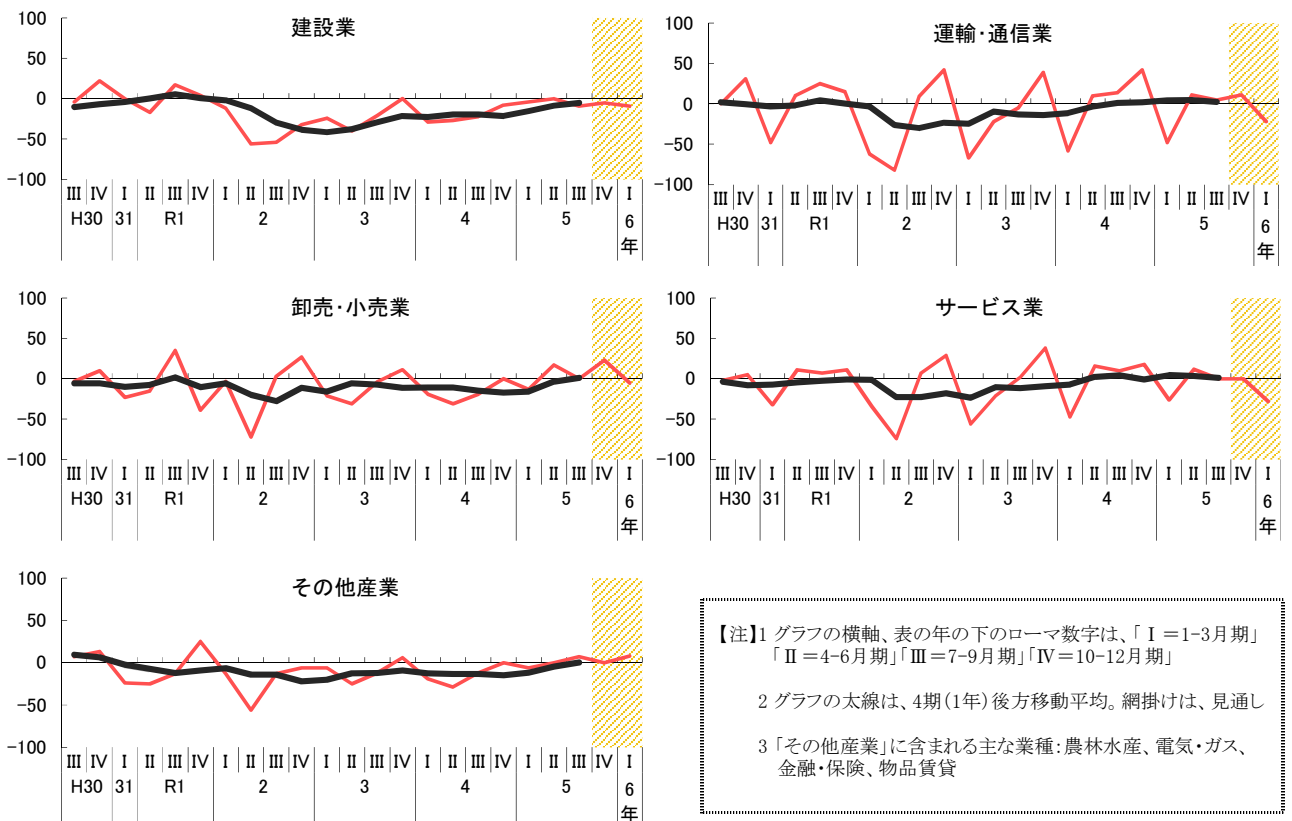 建設業
100
50
0
-50
-100
Ⅲ Ⅳ Ⅰ Ⅱ Ⅲ Ⅳ Ⅰ Ⅱ Ⅲ Ⅳ Ⅰ Ⅱ Ⅲ Ⅳ Ⅰ Ⅱ Ⅲ Ⅳ Ⅰ Ⅱ Ⅲ Ⅳ Ⅰ
H30 31 R1 2 3 4 5 6
年
運輸・通信業
100
50
0
-50
-100
Ⅲ Ⅳ Ⅰ Ⅱ Ⅲ Ⅳ Ⅰ Ⅱ Ⅲ Ⅳ Ⅰ Ⅱ Ⅲ Ⅳ Ⅰ Ⅱ Ⅲ Ⅳ Ⅰ Ⅱ Ⅲ Ⅳ Ⅰ
H30 31 R1 2 3 4 5 6
年
卸売・小売業
100
50
0
-50
-100
Ⅲ Ⅳ Ⅰ Ⅱ Ⅲ Ⅳ Ⅰ Ⅱ Ⅲ Ⅳ Ⅰ Ⅱ Ⅲ Ⅳ Ⅰ Ⅱ Ⅲ Ⅳ Ⅰ Ⅱ Ⅲ Ⅳ Ⅰ
H30 31 R1 2 3 4 5 6
年
サービス業
100
50
0
-50
-100
Ⅲ Ⅳ Ⅰ Ⅱ Ⅲ Ⅳ Ⅰ Ⅱ Ⅲ Ⅳ Ⅰ Ⅱ Ⅲ Ⅳ Ⅰ Ⅱ Ⅲ Ⅳ Ⅰ Ⅱ Ⅲ Ⅳ Ⅰ
H30 31 R1 2 3 4 5 6
年
その他産業
100
50
0
-50
-100
Ⅲ Ⅳ Ⅰ Ⅱ Ⅲ Ⅳ Ⅰ Ⅱ Ⅲ Ⅳ Ⅰ Ⅱ Ⅲ Ⅳ Ⅰ Ⅱ Ⅲ Ⅳ Ⅰ Ⅱ Ⅲ Ⅳ Ⅰ
H30 31 R1 2 3 4 5 6
年
【注】1 グラフの横軸、表の年の下のローマ数字は、「Ⅰ=1-3月期」
「Ⅱ=4-6月期」「Ⅲ=7-9月期」「Ⅳ=10-12月期」
2 グラフの太線は、4期(1年)後方移動平均。網掛けは、見通し
3 「その他産業」に含まれる主な業種:農林水産、電気・ガス、
金融・保険、物品賃貸